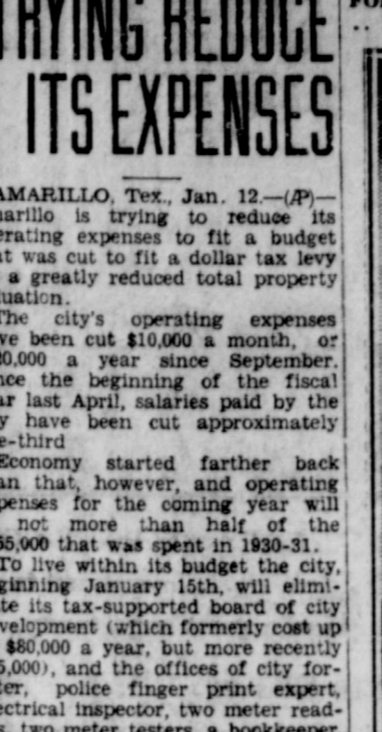 TRYING REDUCE
ITS EXPENSES
AMARILLO, Tex., Jan. 12.—(AP)—
arillo is trying to reduce its
erating expenses to fit a budget
at was cut to fit a dollar tax levy
a greatly reduced total property
uation.
The city's operating expenses
ve been cut $10,000 a month, or
0,000 a year since September.
nce the beginning of the fiscal
ar last April, salaries paid by the
y have been cut approximately
e-third
Economy started farther back
an that, however, and operating
penses for the coming year will
not more than half of the
55,000 that was spent in 1930-31.
To live within its budget the city,
ginning January 15th, will elimi-
te its tax-supported board of city
velopment (which formerly cost up
$80,000 a year, but more recently
5,000), and the offices of city for-
ter, police finger print expert,
ectrical inspector, two meter read-
s, two meter testers, a bookkeeper